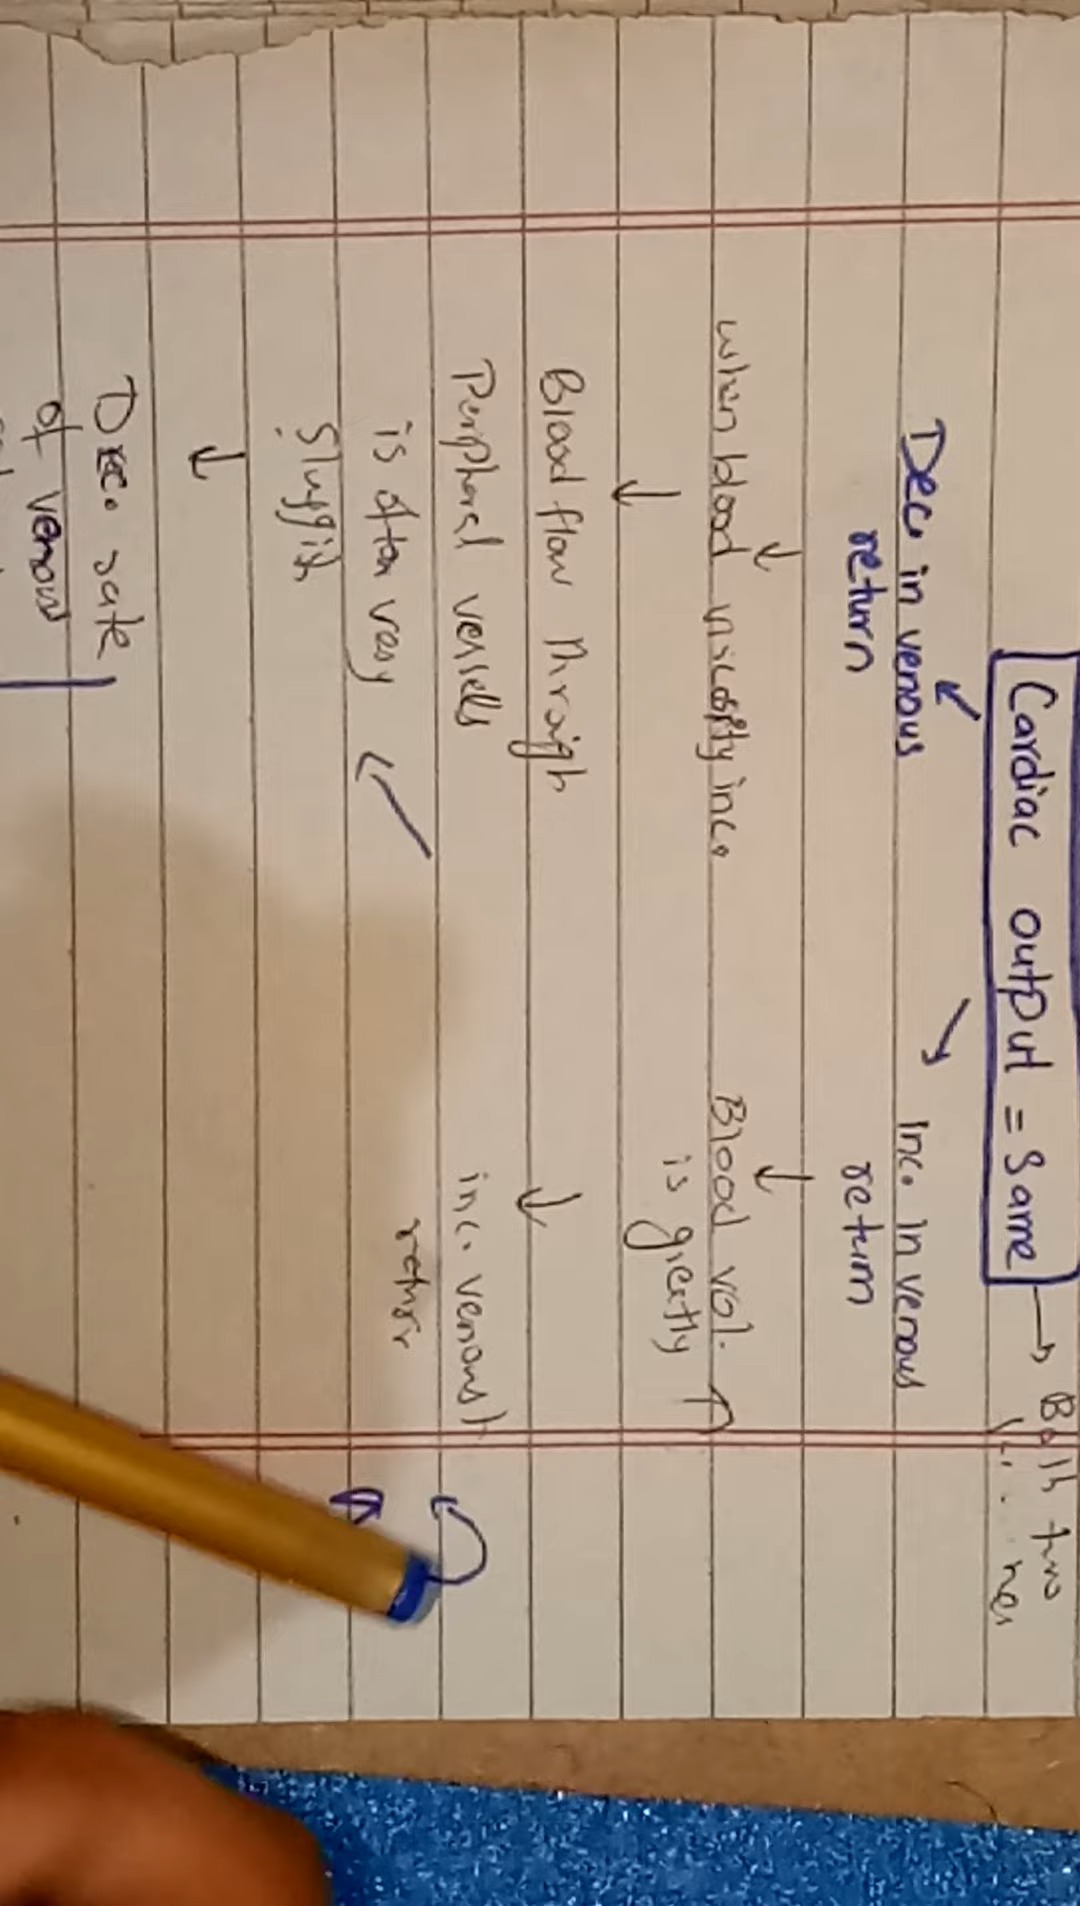 Cardiac output = Same → Both two
Dec. in venous
return
Inc. in venous
return
↓
when blood viscosity inc.
↓
Blood flow through
Peripheral vessels
is often very
sluggish
↓
Dec. rate
of venous
↓
Blood vol. ↑
is greatly
↓
inc. venous
return